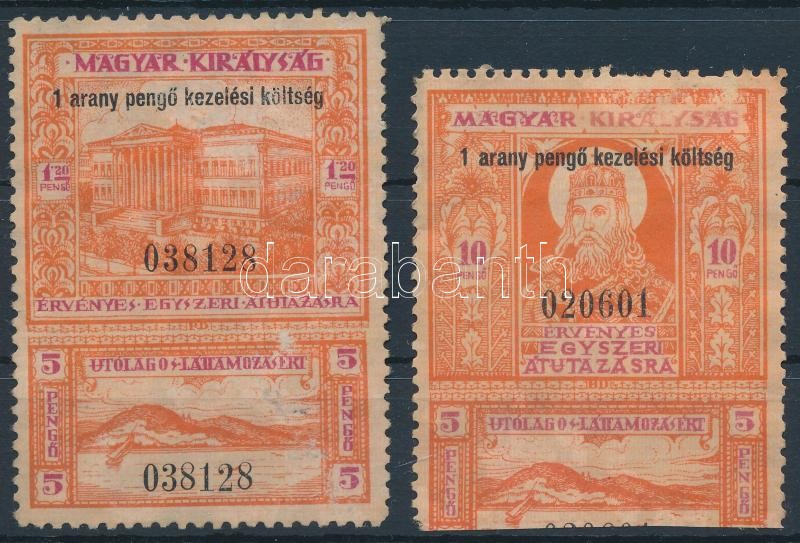 MAGYAR·KIRÁLYSÁG
1 arany pengő kezelési költség
1·20 PENGŐ
1·20 PENGŐ
038128
ÉRVÉNYES·EGYSZERI·ÁTUTAZÁSRA
5 UTÓLAGOS·LÁTTAMOZÁSÉRT 5
PENGŐ
PENGŐ
5 038128 5
MAGYAR KIRÁLYSÁG
1 arany pengő kezelési költség
10 PENGŐ
10 PENGŐ
020601
ÉRVÉNYES
EGYSZERI
ÁTUTAZÁSRA
5 UTÓLAGOS·LÁTTAMOZÁSÉRT 5
PENGŐ
PENGŐ
020601
darabanth